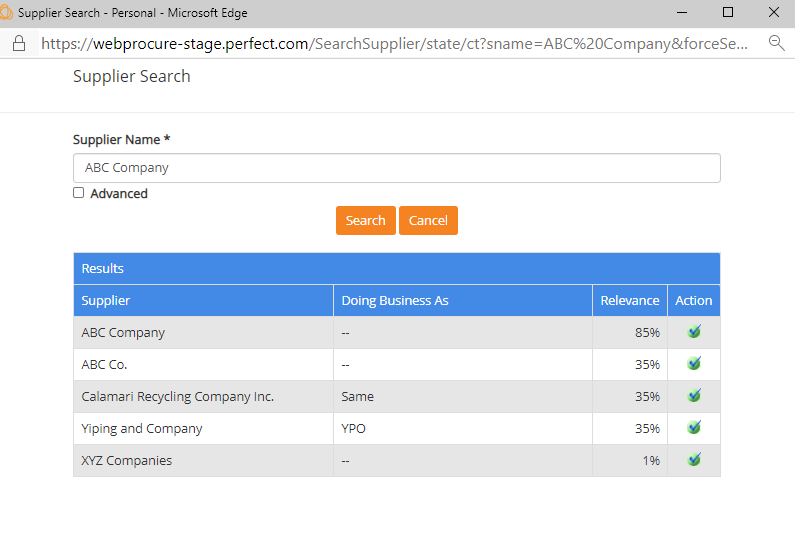 Supplier Search - Personal - Microsoft Edge
https://webprocure-stage.perfect.com/SearchSupplier/state/ct?sname=ABC%20Company&forceSe...
Supplier Search
Supplier Name *
ABC Company
Advanced
Search Cancel
Results
Supplier Doing Business As Relevance Action
ABC Company -- 85%
ABC Co. -- 35%
Calamari Recycling Company Inc. Same 35%
Yiping and Company YPO 35%
XYZ Companies -- 1%